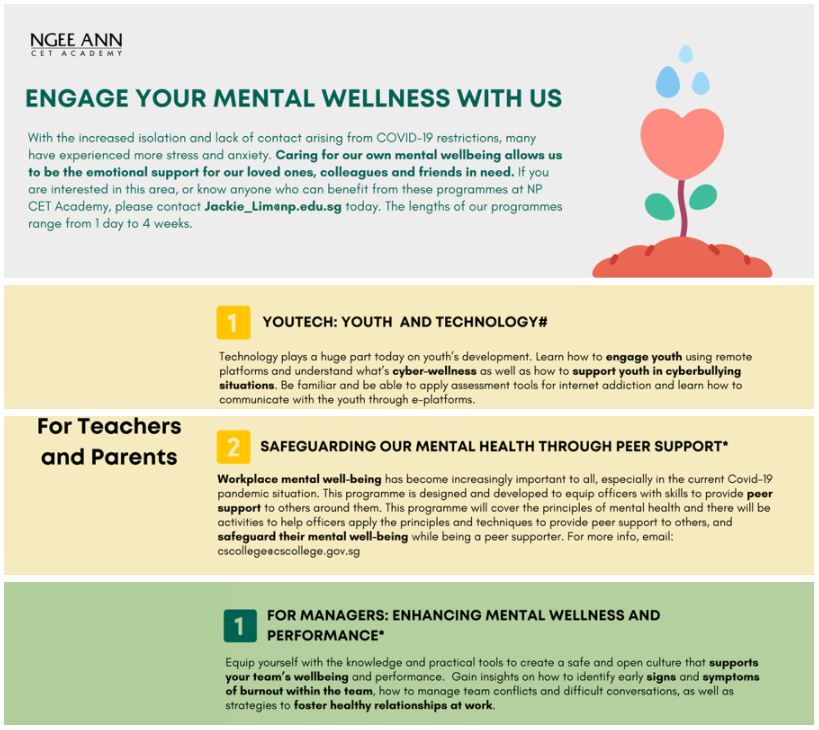 NGEE ANN
CET ACADEMY
ENGAGE YOUR MENTAL WELLNESS WITH US
With the increased isolation and lack of contact arising from COVID-19 restrictions, many
have experienced more stress and anxiety. Caring for our own mental wellbeing allows us
to be the emotional support for our loved ones, colleagues and friends in need. If you
are interested in this area, or know anyone who can benefit from these programmes at NP
CET Academy, please contact Jackie_Lim@np.edu.sg today. The lengths of our programmes
range from 1 day to 4 weeks.
1 YOUTECH: YOUTH AND TECHNOLOGY#
Technology plays a huge part today on youth's development. Learn how to engage youth using remote
platforms and understand what's cyber-wellness as well as how to support youth in cyberbullying
situations. Be familiar and be able to apply assessment tools for internet addiction and learn how to
communicate with the youth through e-platforms.
For Teachers
and Parents
2 SAFEGUARDING OUR MENTAL HEALTH THROUGH PEER SUPPORT*
Workplace mental well-being has become increasingly important to all, especially in the current Covid-19
pandemic situation. This programme is designed and developed to equip officers with skills to provide peer
support to others around them. This programme will cover the principles of mental health and there will be
activities to help officers apply the principles and techniques to provide peer support to others, and
safeguard their mental well-being while being a peer supporter. For more info, email:
cscollege@cscollege.gov.sg
1 FOR MANAGERS: ENHANCING MENTAL WELLNESS AND
PERFORMANCE*
Equip yourself with the knowledge and practical tools to create a safe and open culture that supports
your team's wellbeing and performance. Gain insights on how to identify early signs and symptoms
of burnout within the team, how to manage team conflicts and difficult conversations, as well as
strategies to foster healthy relationships at work.